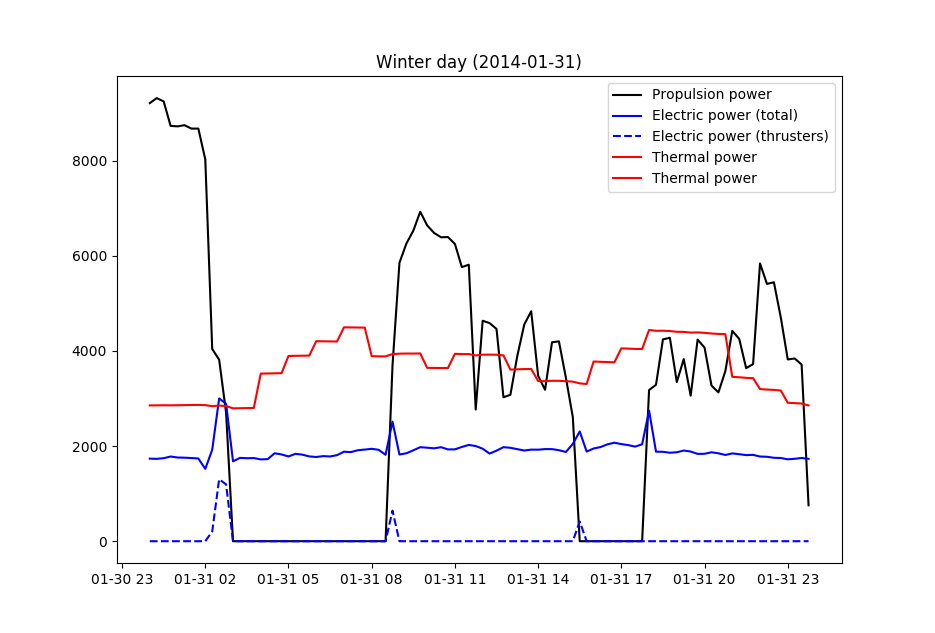 Winter day (2014-01-31)
Propulsion power
Electric power (total)
Electric power (thrusters)
Thermal power
Thermal power
8000
6000
4000
2000
0
01-30 23 01-31 02 01-31 05 01-31 08 01-31 11 01-31 14 01-31 17 01-31 20 01-31 23